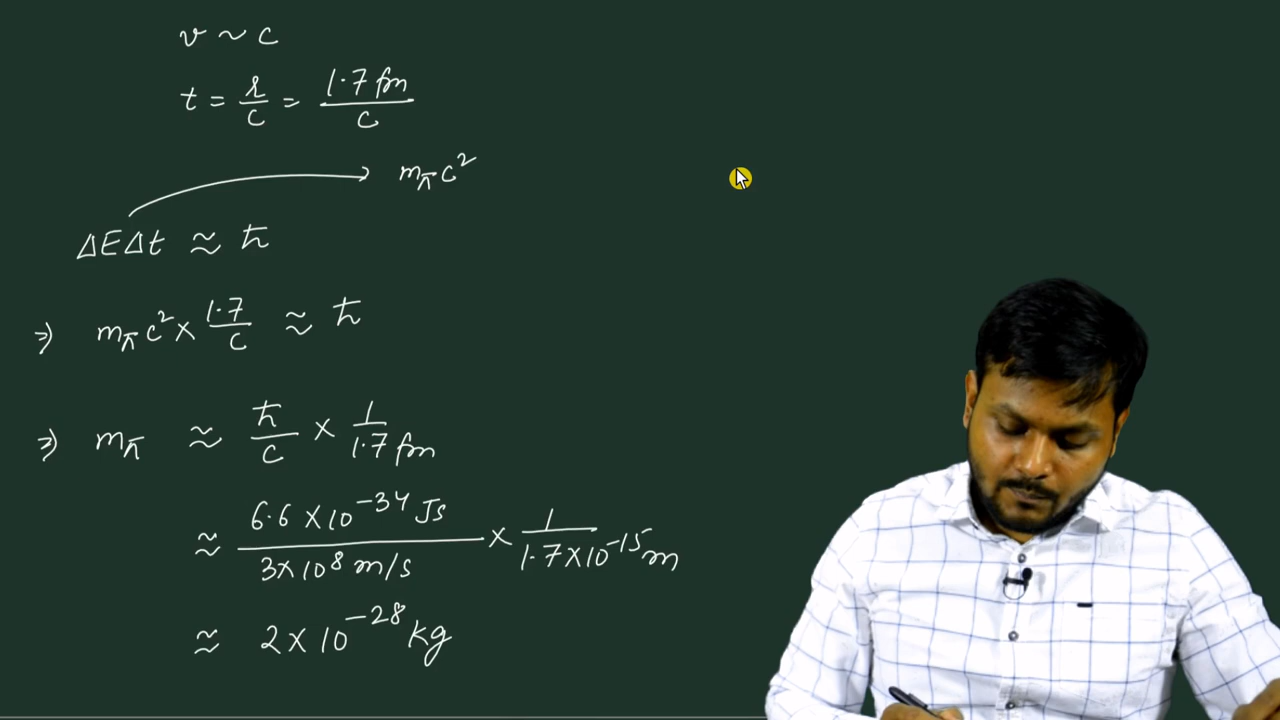 v ~ c
t = r/c = 1.7 fm/c
m_π c²
ΔEΔt ≈ ħ
⇒ m_π c² × 1.7/c ≈ ħ
⇒ m_π ≈ ħ/c × 1/1.7 fm
≈ 6.6 × 10⁻³⁴ Js / 3×10⁸ m/s × 1/1.7×10⁻¹⁵ m
≈ 2 × 10⁻²⁸ kg